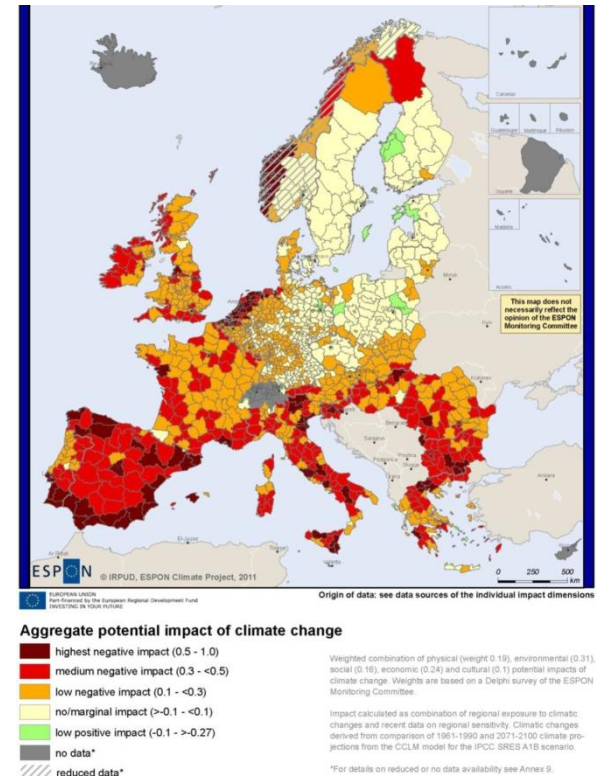 Canarias
Guadeloupe Martinique Réunion
Guyane
Madeira
Acores
This map does not
necessarily reflect the
opinion of the ESPON
Monitoring Committee
Minsk
Sarajevo
Ankara
Tunis
ESPON
© IRPUD, ESPON Climate Project, 2011
0 250 500
km
EUROPEAN UNION
Part-financed by the European Regional Development Fund
INVESTING IN YOUR FUTURE
Origin of data: see data sources of the individual impact dimensions
Aggregate potential impact of climate change
highest negative impact (0.5 - 1.0)
medium negative impact (0.3 - <0.5)
low negative impact (0.1 - <0.3)
no/marginal impact (>-0.1 - <0.1)
low positive impact (-0.1 - >-0.27)
no data*
reduced data*
Weighted combination of physical (weight 0.19), environmental (0.31),
social (0.16), economic (0.24) and cultural (0.1) potential impacts of
climate change. Weights are based on a Delphi survey of the ESPON
Monitoring Committee.
Impact calculated as combination of regional exposure to climatic
changes and recent data on regional sensitivity. Climatic changes
derived from comparison of 1961-1990 and 2071-2100 climate pro-
jections from the CCLM model for the IPCC SRES A1B scenario.
*For details on reduced or no data availability see Annex 9.